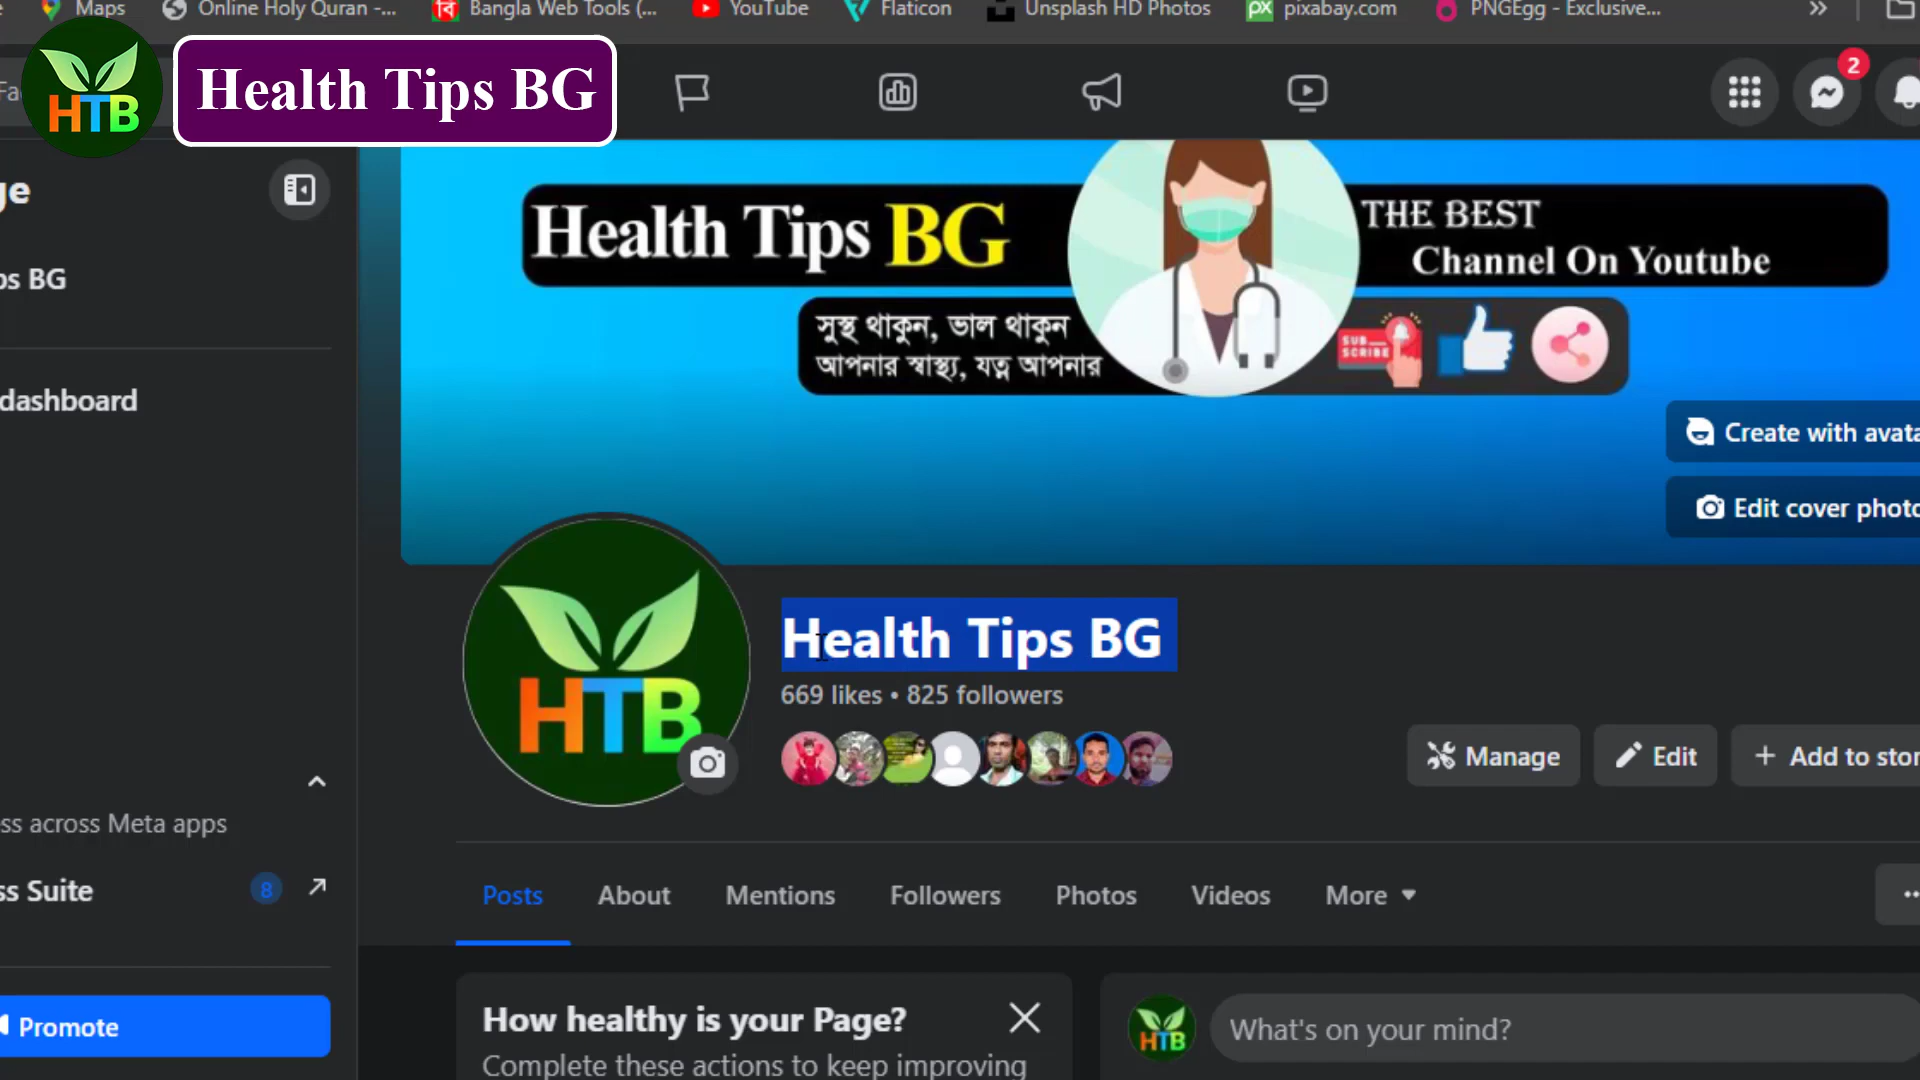 Maps
Online Holy Quran -...
Bangla Web Tools (...
YouTube
Flaticon
Unsplash HD Photos
pixabay.com
PNGEgg - Exclusive...
HTB
Health Tips BG
2
ge
ps BG
dashboard
ss across Meta apps
ss Suite
8
Promote
Health Tips BG
THE BEST
Channel On Youtube
সুস্থ থাকুন, ভাল থাকুন
আপনার স্বাস্থ্য, যত্ন আপনার
SUB
SCRIBE
Create with avata
Edit cover photo
HTB
Health Tips BG
669 likes • 825 followers
Manage
Edit
+ Add to stor
Posts
About
Mentions
Followers
Photos
Videos
More
How healthy is your Page?
Complete these actions to keep improving
HTB
What's on your mind?